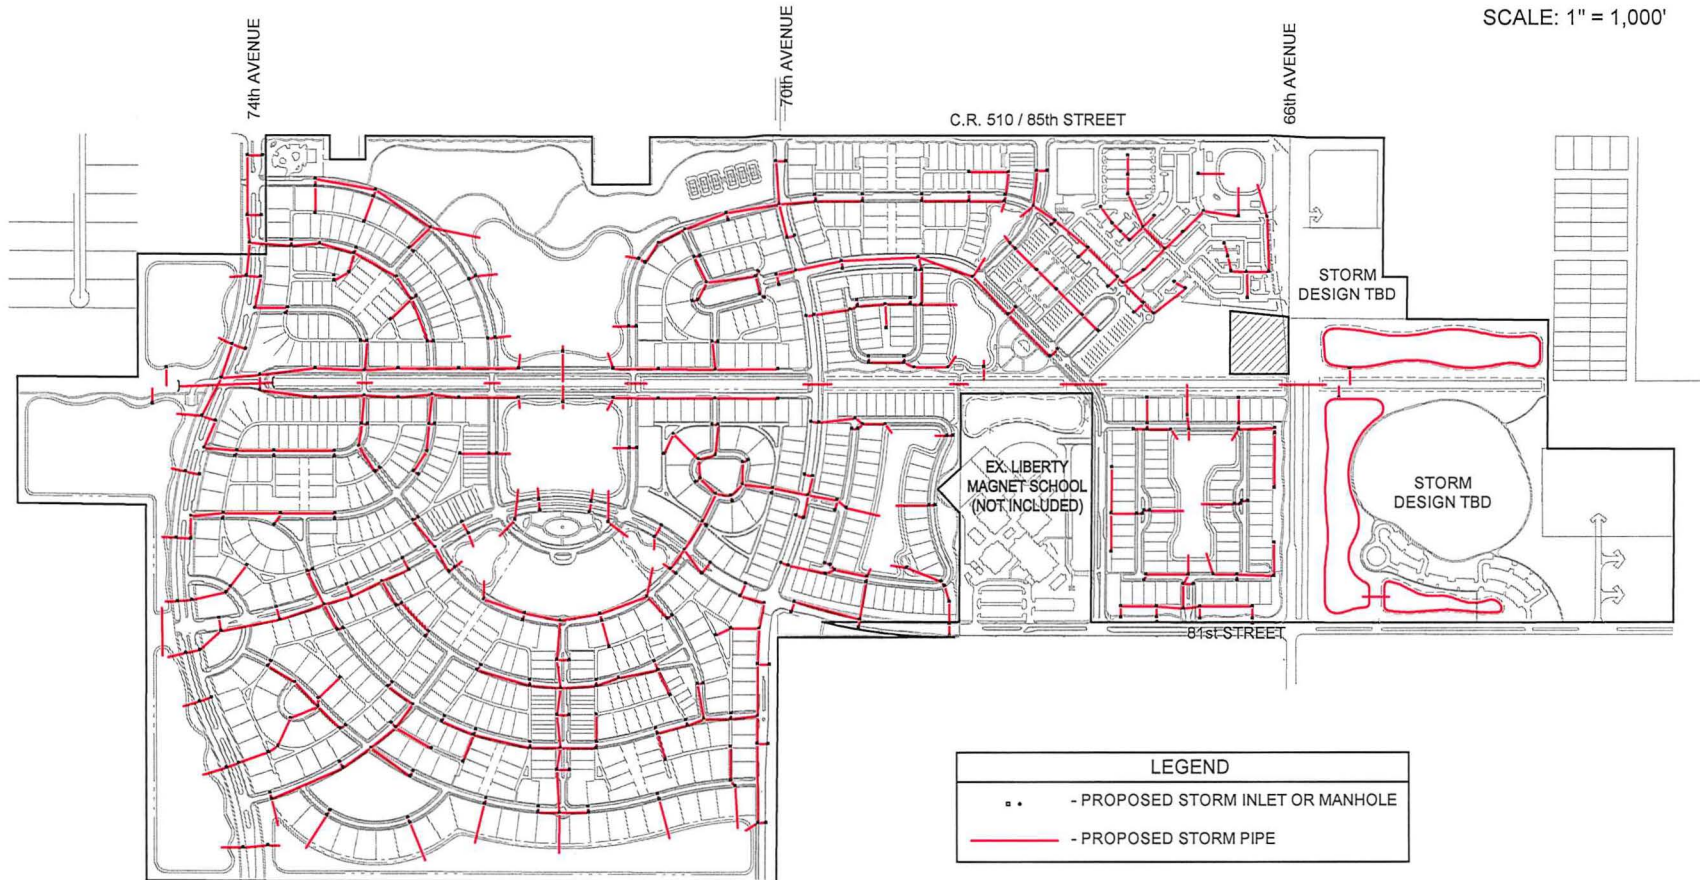 SCALE: 1" = 1,000'
74th AVENUE
70th AVENUE
66th AVENUE
C.R. 510 / 85th STREET
STORM
DESIGN TBD
EX. LIBERTY
MAGNET SCHOOL
(NOT INCLUDED)
STORM
DESIGN TBD
81st STREET
LEGEND
- PROPOSED STORM INLET OR MANHOLE
- PROPOSED STORM PIPE